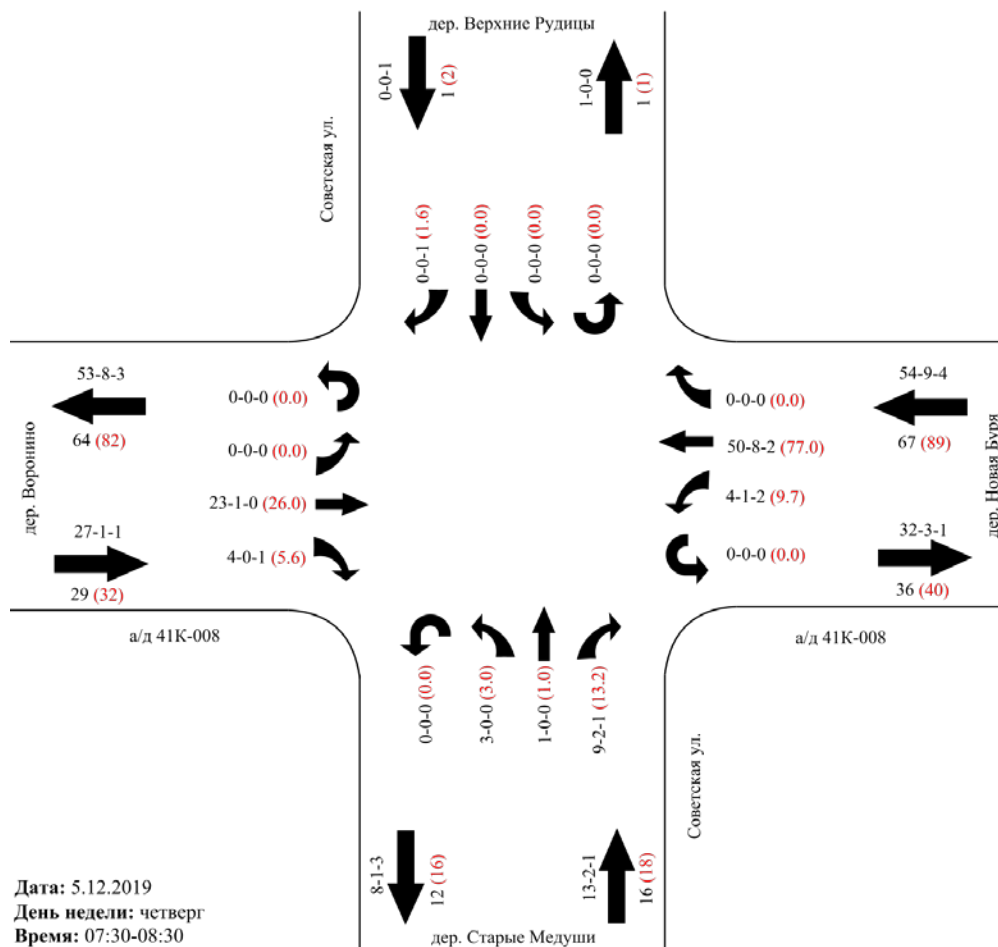 дер. Верхние Рудицы
0-0-1
1 (2)
1-0-0
1 (1)
Советская ул.
0-0-1 (1.6)
0-0-0 (0.0)
0-0-0 (0.0)
0-0-0 (0.0)
53-8-3
64 (82)
дер. Воронино
27-1-1
29 (32)
а/д 41К-008
0-0-0 (0.0)
0-0-0 (0.0)
23-1-0 (26.0)
4-0-1 (5.6)
0-0-0 (0.0)
50-8-2 (77.0)
4-1-2 (9.7)
0-0-0 (0.0)
54-9-4
67 (89)
дер. Новая Буря
32-3-1
36 (40)
а/д 41К-008
0-0-0 (0.0)
3-0-0 (3.0)
1-0-0 (1.0)
9-2-1 (13.2)
Советская ул.
8-1-3
12 (16)
13-2-1
16 (18)
дер. Старые Медуши
Дата: 5.12.2019
День недели: четверг
Время: 07:30-08:30